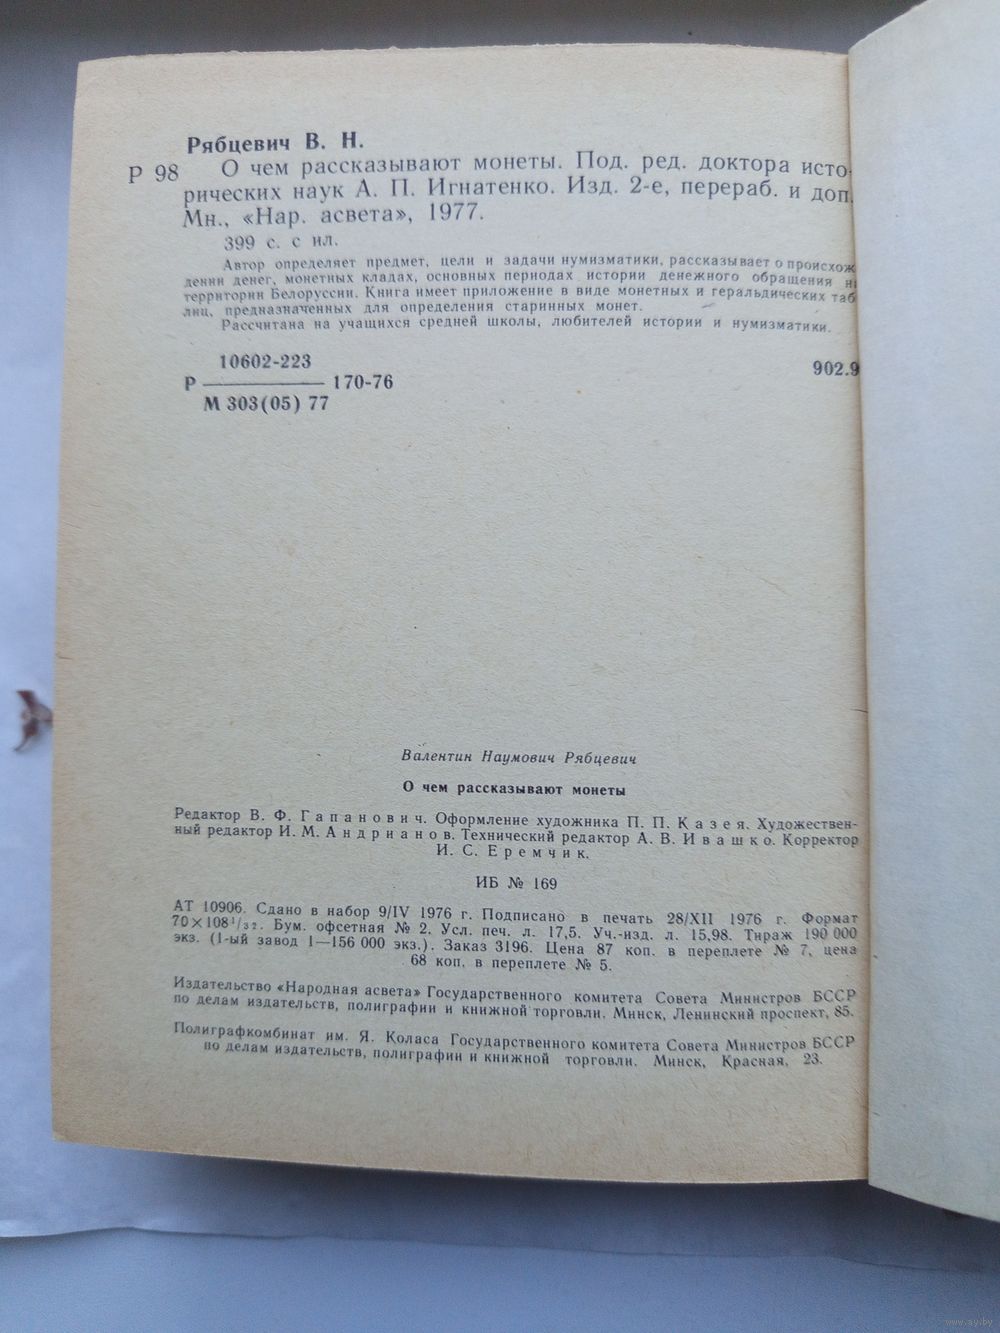 Рябцевич В. Н.
Р 98 О чем рассказывают монеты. Под. ред. доктора исто-
рических наук А. П. Игнатенко. Изд. 2-е, перераб. и доп.
Мн., «Нар. асвета», 1977.
399 с. с ил.
Автор определяет предмет, цели и задачи нумизматики, рассказывает о происхож
дении денег, монетных кладах, основных периодах истории денежного обращения н
территории Белоруссии. Книга имеет приложение в виде монетных и геральдических таб
лиц, предназначенных для определения старинных монет.
Рассчитана на учащихся средней школы, любителей истории и нумизматики.
10602-223
Р ——— 170-76 902.9
М 303(05) 77
Валентин Наумович Рябцевич
О чем рассказывают монеты
Редактор В. Ф. Гапанович. Оформление художника П. П. Казея. Художествен-
ный редактор И. М. Андрианов. Технический редактор А. В. Ивашко. Корректор
И. С. Еремчик.
ИБ № 169
АТ 10906. Сдано в набор 9/IV 1976 г. Подписано в печать 28/XII 1976 г. Формат
70×108¹/₃₂. Бум. офсетная № 2. Усл. печ. л. 17,5. Уч.-изд. л. 15,98. Тираж 190 000
экз. (1-ый завод 1—156 000 экз.). Заказ 3196. Цена 87 коп. в переплете № 7, цена
68 коп. в переплете № 5.
Издательство «Народная асвета» Государственного комитета Совета Министров БССР
по делам издательств, полиграфии и книжной торговли. Минск, Ленинский проспект, 85.
Полиграфкомбинат им. Я. Коласа Государственного комитета Совета Министров БССР
по делам издательств, полиграфии и книжной торговли. Минск, Красная, 23.
www.ay.by